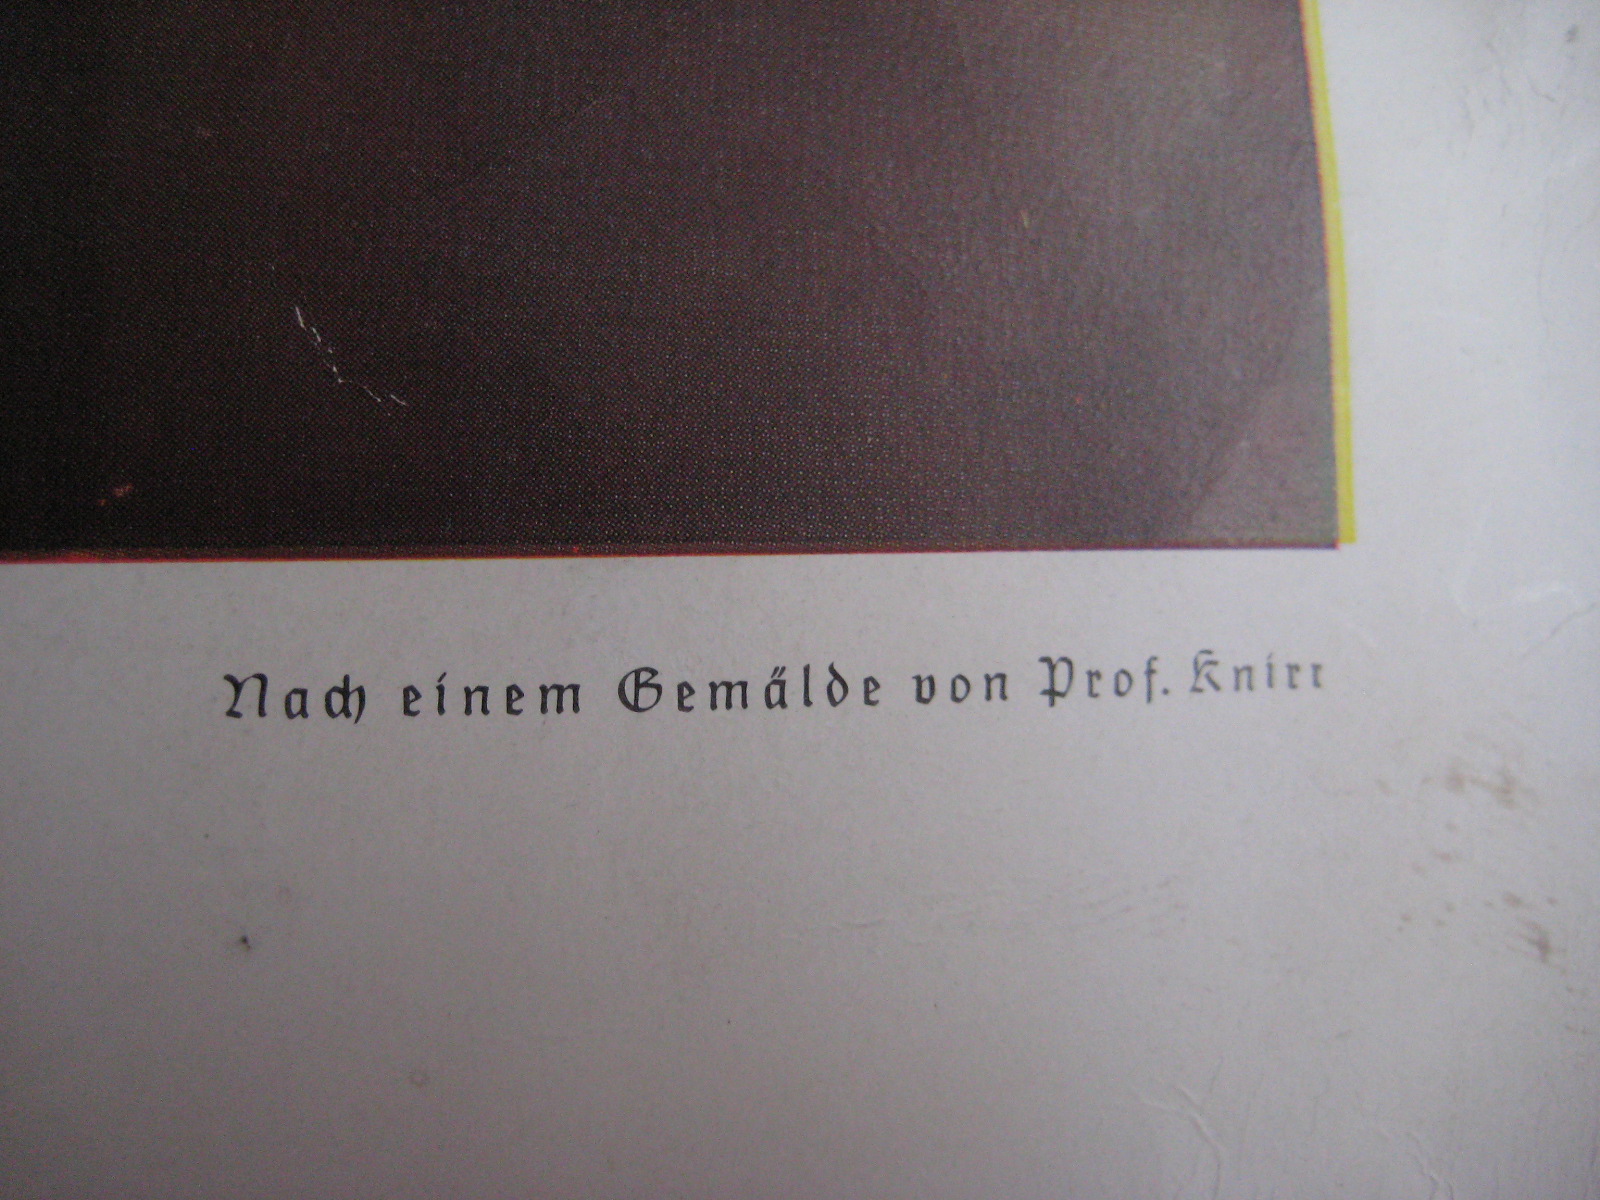 Nach einem Gemälde von Prof. Knirr